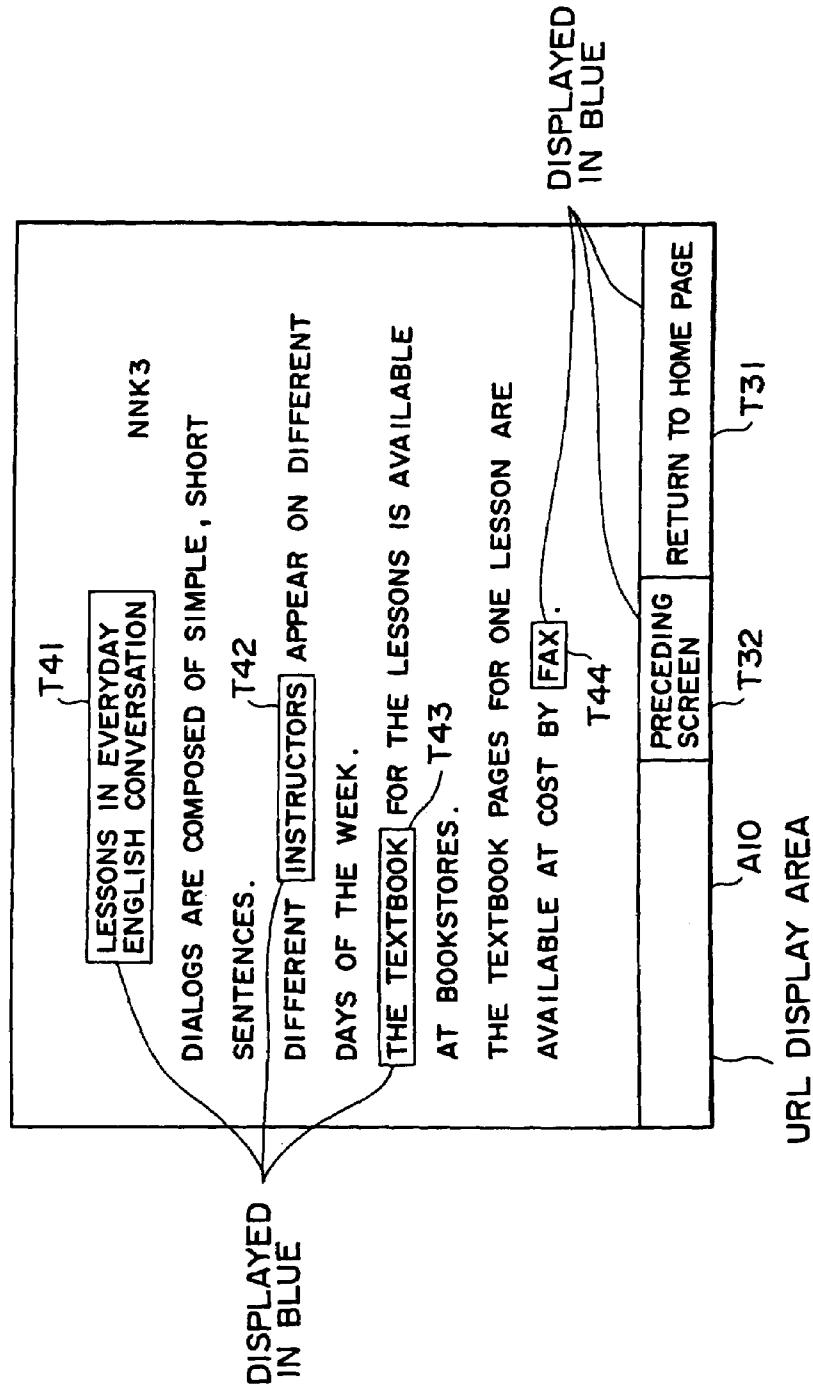 T41
LESSONS IN EVERYDAY
ENGLISH CONVERSATION
NNK3
DIALOGS ARE COMPOSED OF SIMPLE, SHORT
SENTENCES.
T42
DIFFERENT INSTRUCTORS APPEAR ON DIFFERENT
DAYS OF THE WEEK.
THE TEXTBOOK FOR THE LESSONS IS AVAILABLE
T43
AT BOOKSTORES.
THE TEXTBOOK PAGES FOR ONE LESSON ARE
AVAILABLE AT COST BY FAX.
T44
PRECEDING
SCREEN
RETURN TO HOME PAGE
A10
T32
T31
URL DISPLAY AREA
DISPLAYED
IN BLUE
DISPLAYED
IN BLUE